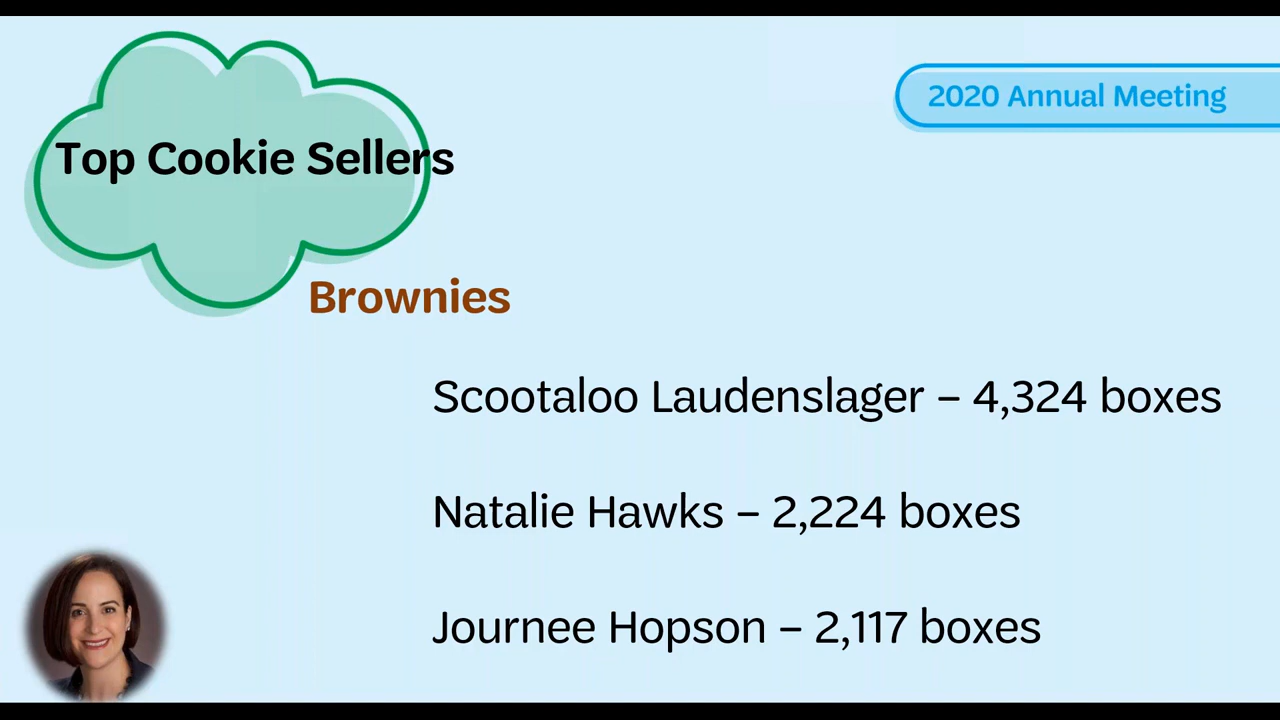 2020 Annual Meeting
Top Cookie Sellers
Brownies
Scootaloo Laudenslager – 4,324 boxes
Natalie Hawks – 2,224 boxes
Journee Hopson – 2,117 boxes